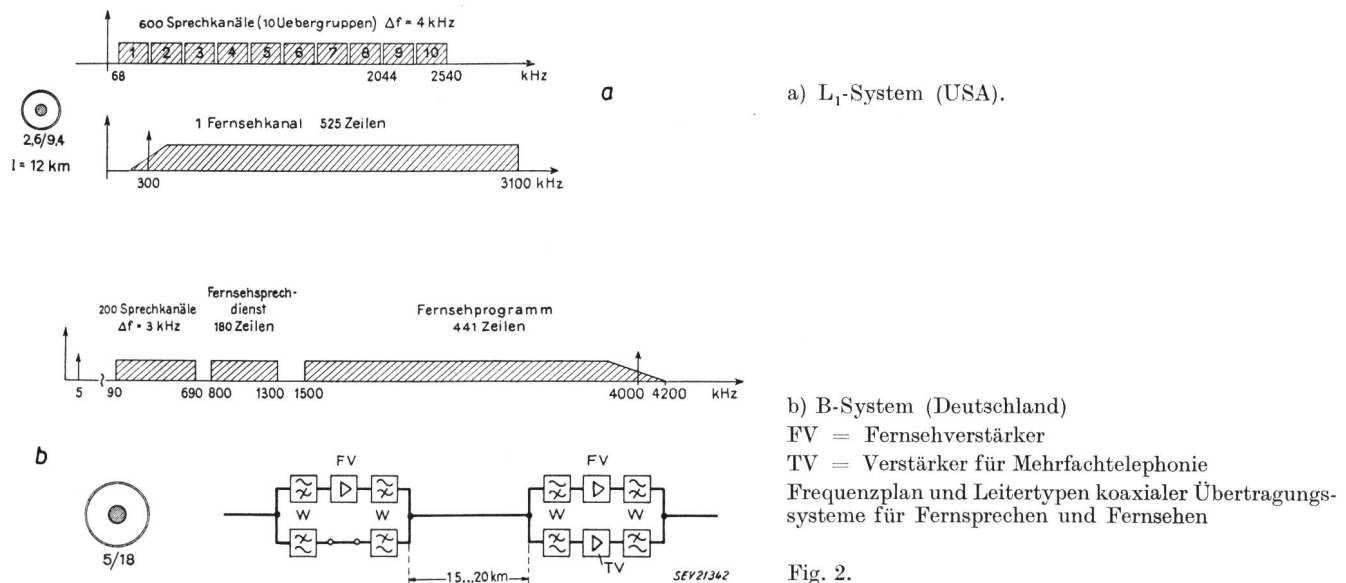 600 Sprechkanäle (10 Uebergruppen) Δf = 4 kHz
1 2 3 4 5 6 7 8 9 10
68 2044 2540 kHz
a
a) L₁-System (USA).
2,6/9,4
l = 12 km
1 Fernsehkanal 525 Zeilen
300 3100 kHz
200 Sprechkanäle
Δf = 3 kHz
Fernsehsprech-
dienst
180 Zeilen
Fernsehprogramm
441 Zeilen
5 90 690 800 1300 1500 4000 4200 kHz
b) B-System (Deutschland)
FV = Fernsehverstärker
TV = Verstärker für Mehrfachtelephonie
Frequenzplan und Leitertypen koaxialer Übertragungs-
systeme für Fernsprechen und Fernsehen
b
FV FV
W W W W
5/18
TV
15...20km
SEV21342
Fig. 2.